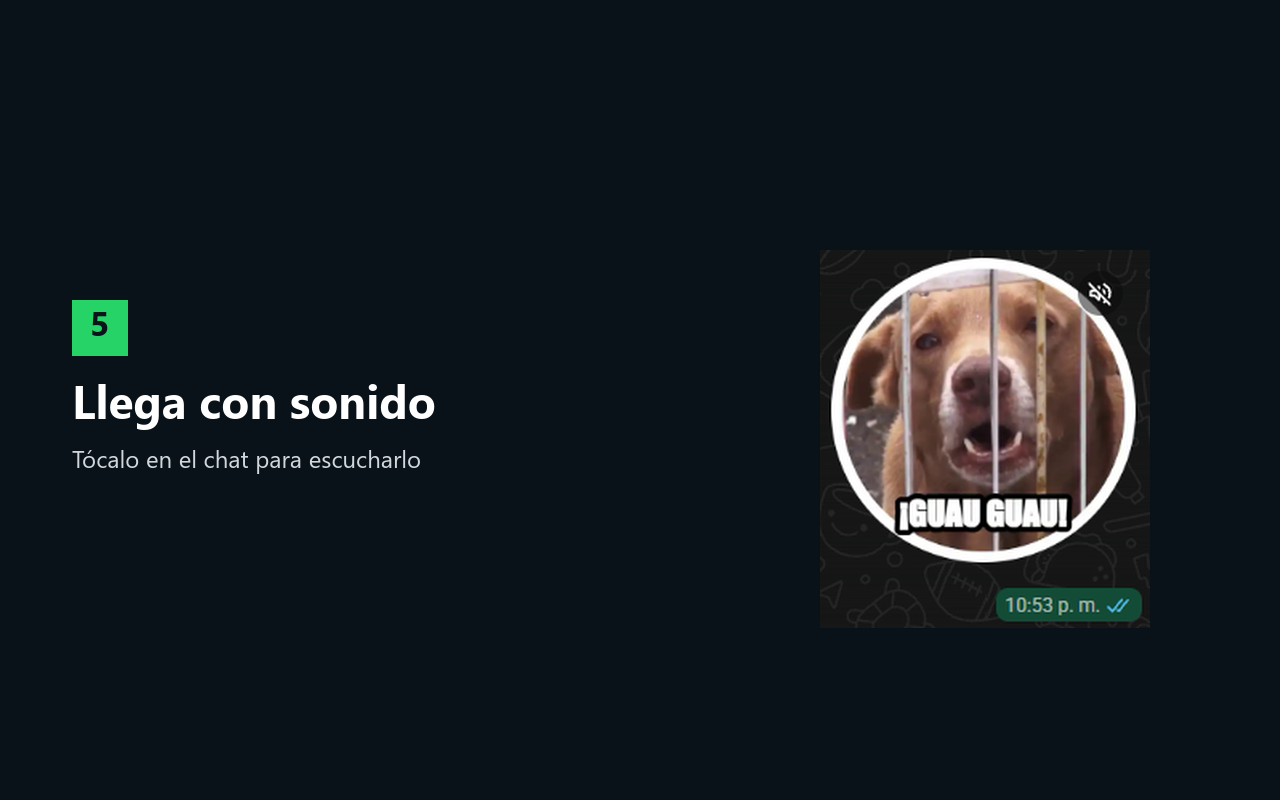 5
Llega con sonido
Tócalo en el chat para escucharlo
¡GUAU GUAU!
10:53 p. m.